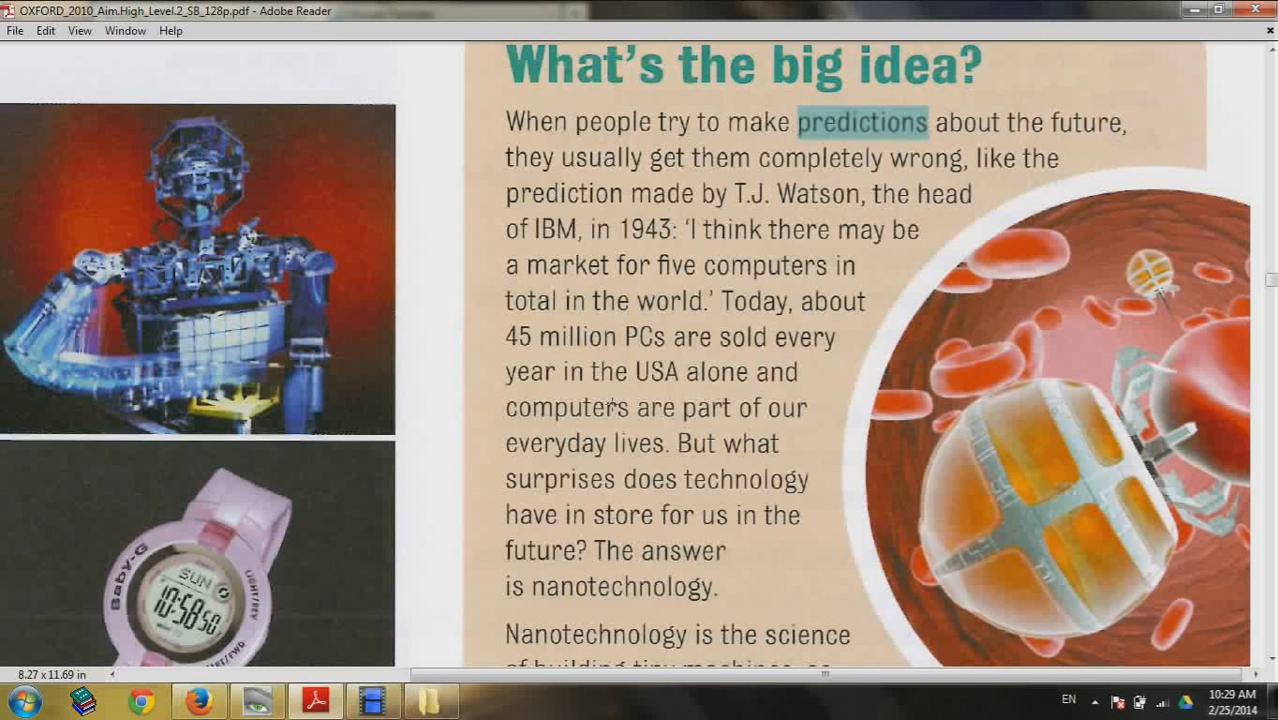 OXFORD_2010_Aim.High_Level.2_SB_128p.pdf - Adobe Reader
File Edit View Window Help
What's the big idea?
When people try to make predictions about the future,
they usually get them completely wrong, like the
prediction made by T.J. Watson, the head
of IBM, in 1943: 'I think there may be
a market for five computers in
total in the world.' Today, about
45 million PCs are sold every
year in the USA alone and
computers are part of our
everyday lives. But what
surprises does technology
have in store for us in the
future? The answer
is nanotechnology.
Nanotechnology is the science
of building tiny machines, as
Baby-G
SUN
10:58 50
8.27 x 11.69 in
EN
10:29 AM
2/25/2014